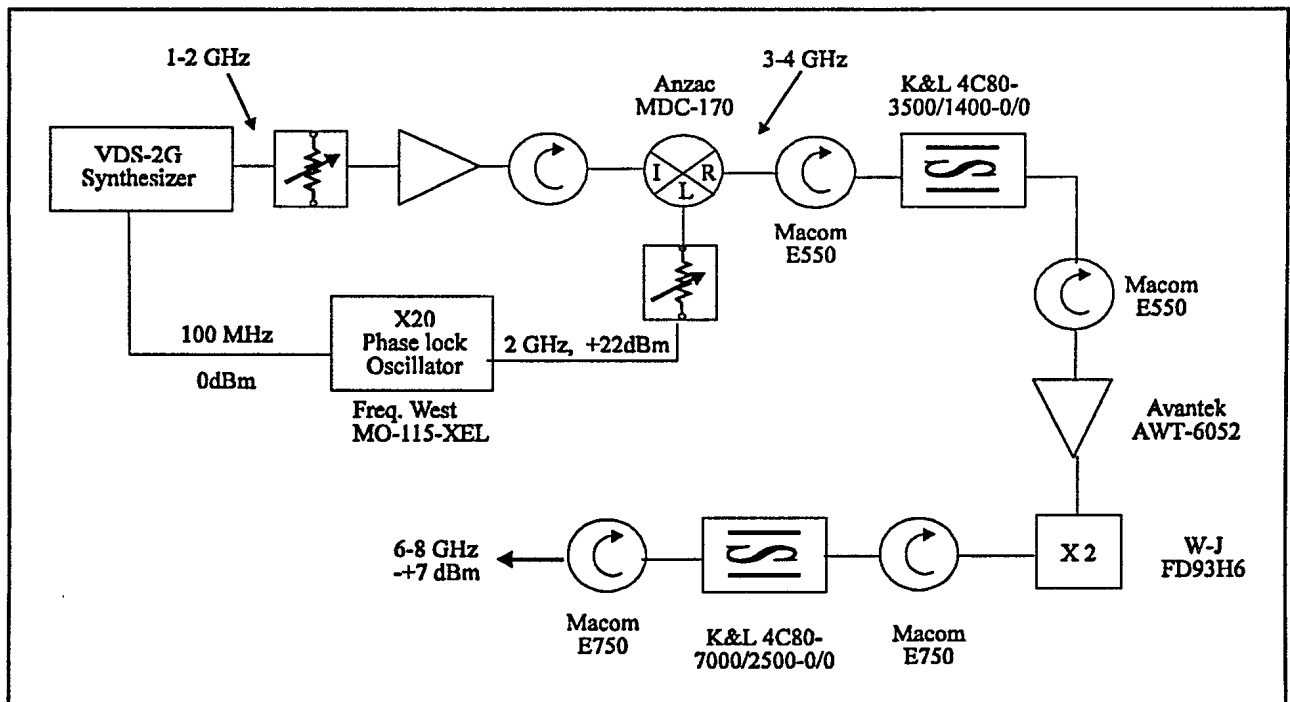 1-2 GHz
3-4 GHz
Anzac
MDC-170
K&L 4C80-
3500/1400-0/0
VDS-2G
Synthesizer
I
R
L
Macom
E550
Macom
E550
X20
Phase lock
Oscillator
100 MHz
0dBm
2 GHz, +22dBm
Freq. West
MO-115-XEL
Avantek
AWT-6052
6-8 GHz
-+7 dBm
X 2
W-J
FD93H6
Macom
E750
K&L 4C80-
7000/2500-0/0
Macom
E750